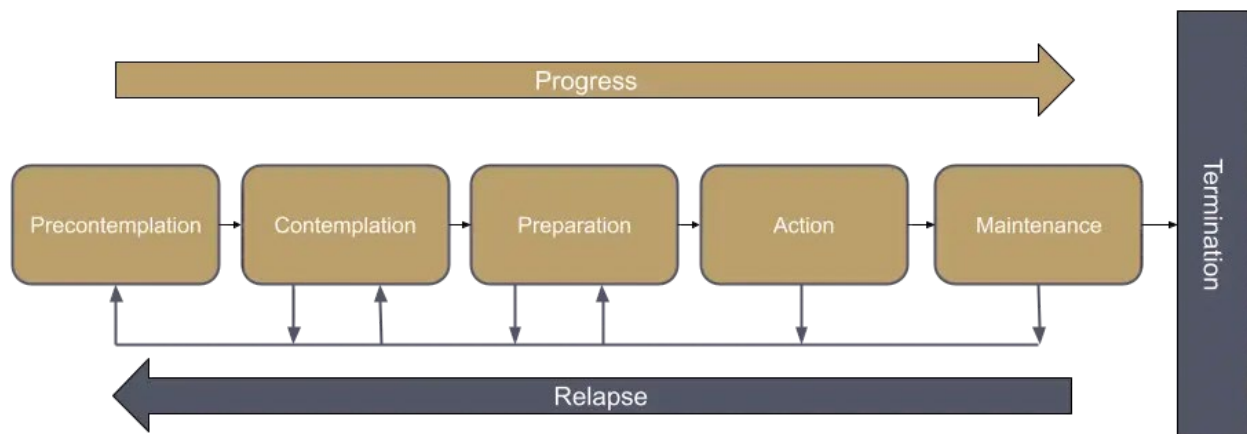 Progress
Precontemplation
Contemplation
Preparation
Action
Maintenance
Termination
Relapse